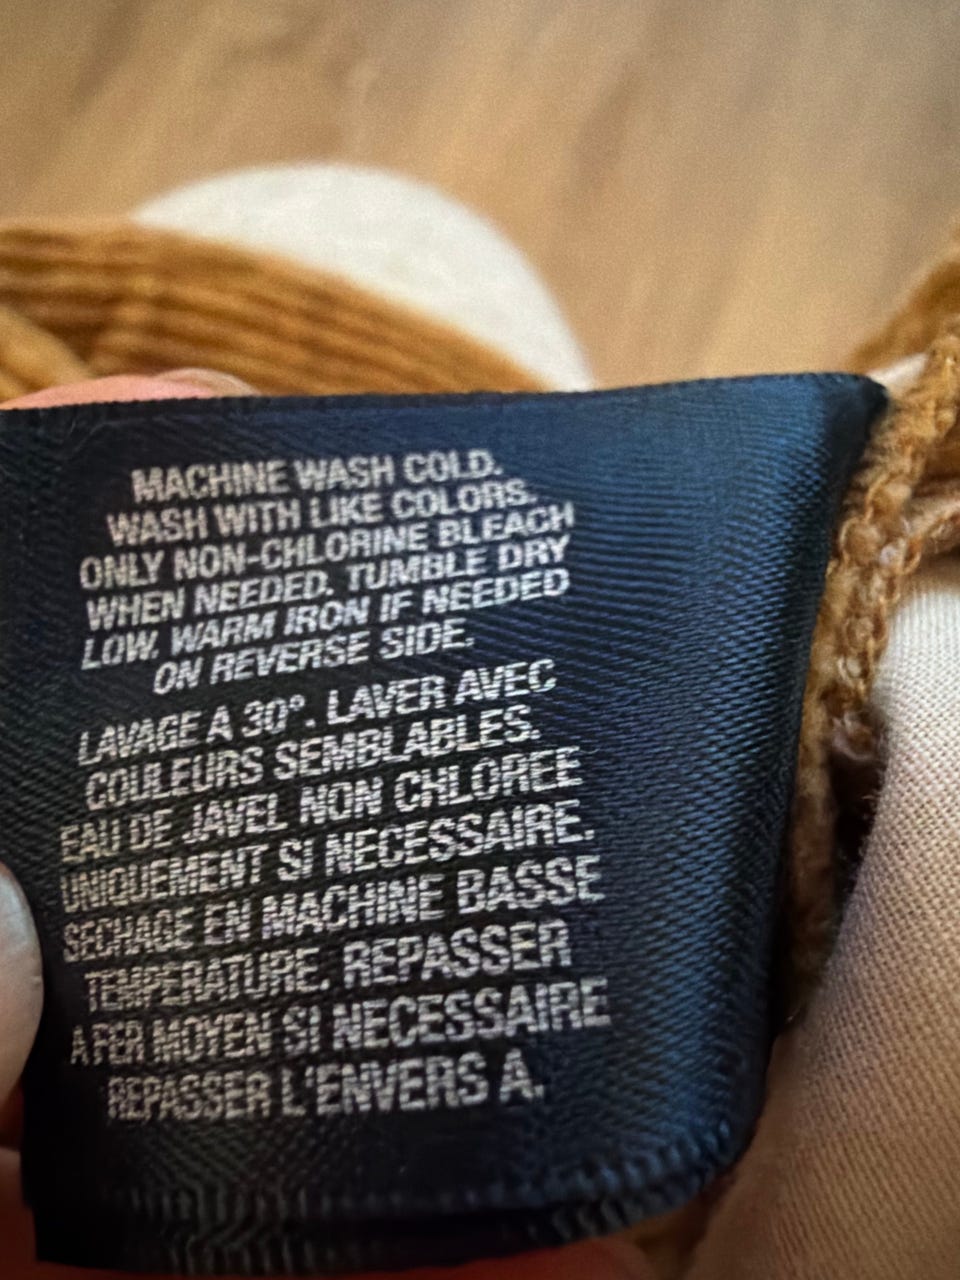 MACHINE WASH COLD.
WASH WITH LIKE COLORS.
ONLY NON-CHLORINE BLEACH
WHEN NEEDED. TUMBLE DRY
LOW. WARM IRON IF NEEDED
ON REVERSE SIDE.
LAVAGE A 30°. LAVER AVEC
COULEURS SEMBLABLES.
EAU DE JAVEL NON CHLOREE
UNIQUEMENT SI NECESSAIRE.
SECHAGE EN MACHINE BASSE
TEMPERATURE. REPASSER
A FER MOYEN SI NECESSAIRE
REPASSER L'ENVERS A.